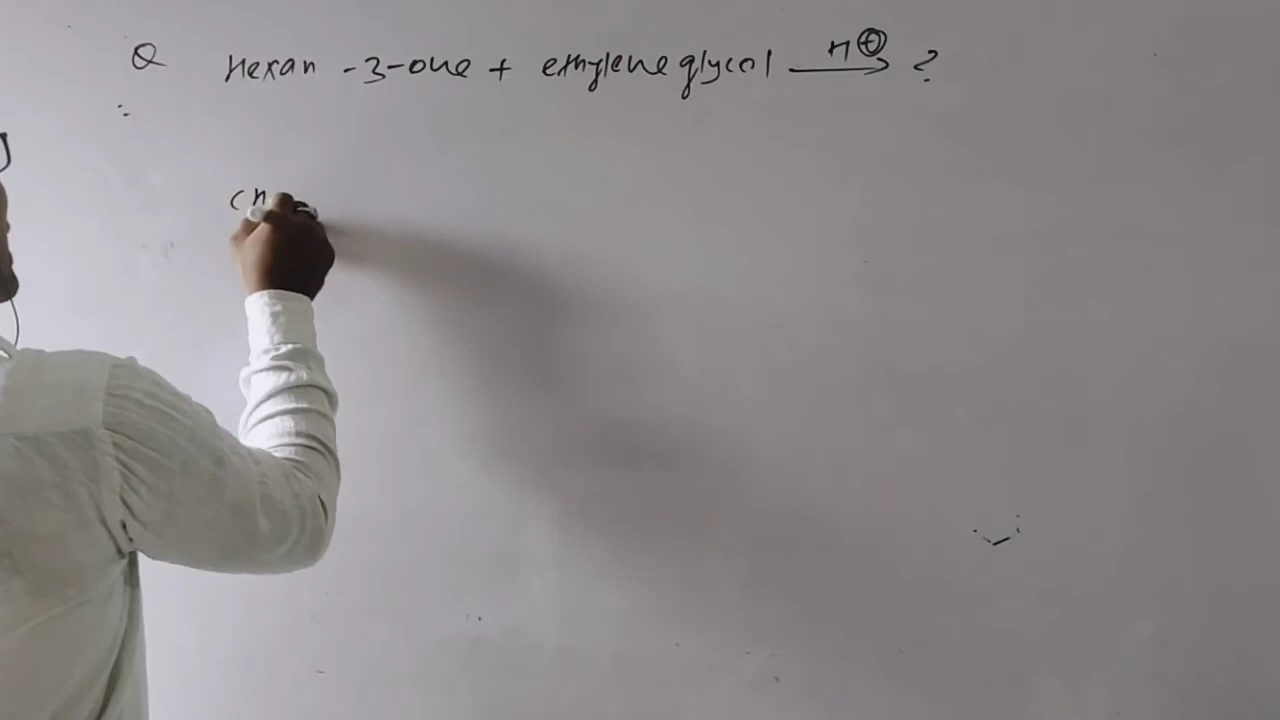 Q Hexan -3-one + ethylene glycol H⊕ → ?
CH